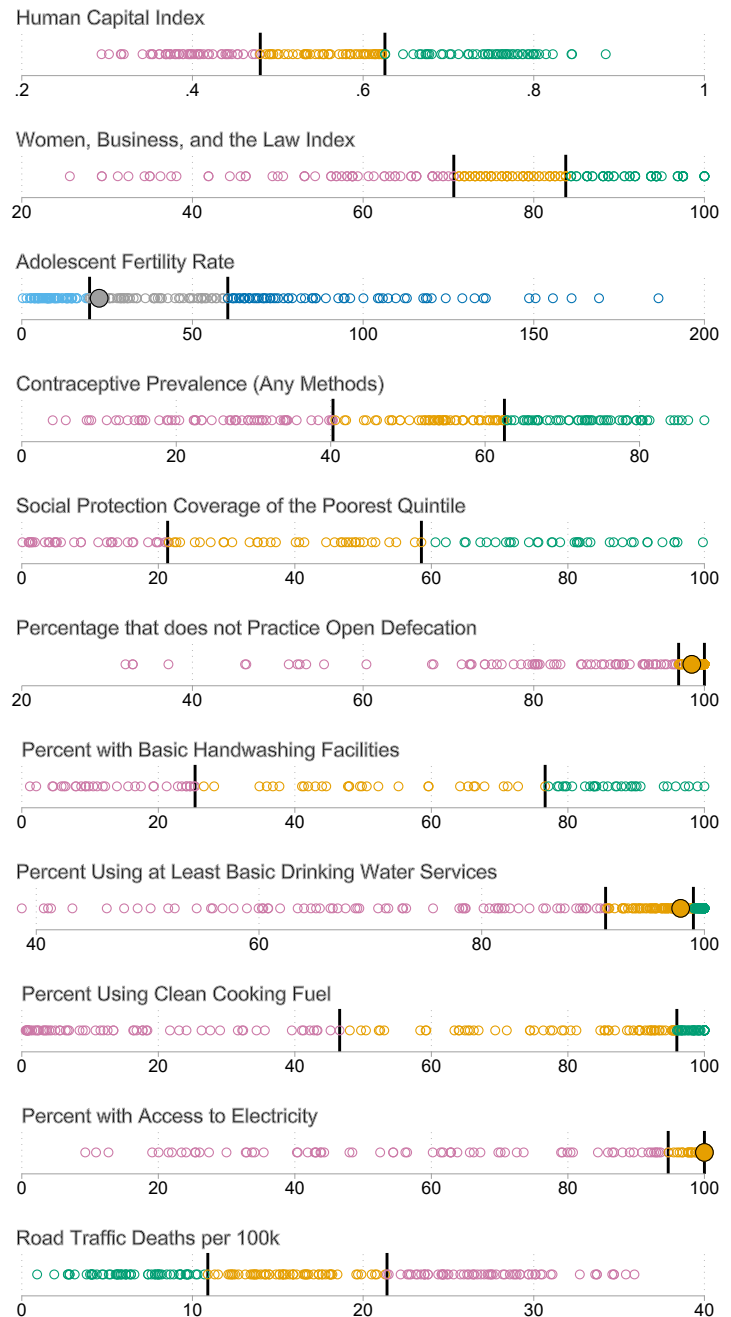 Human Capital Index
.2 .4 .6 .8 1
Women, Business, and the Law Index
20 40 60 80 100
Adolescent Fertility Rate
0 50 100 150 200
Contraceptive Prevalence (Any Methods)
0 20 40 60 80
Social Protection Coverage of the Poorest Quintile
0 20 40 60 80 100
Percentage that does not Practice Open Defecation
20 40 60 80 100
Percent with Basic Handwashing Facilities
0 20 40 60 80 100
Percent Using at Least Basic Drinking Water Services
40 60 80 100
Percent Using Clean Cooking Fuel
0 20 40 60 80 100
Percent with Access to Electricity
0 20 40 60 80 100
Road Traffic Deaths per 100k
0 10 20 30 40